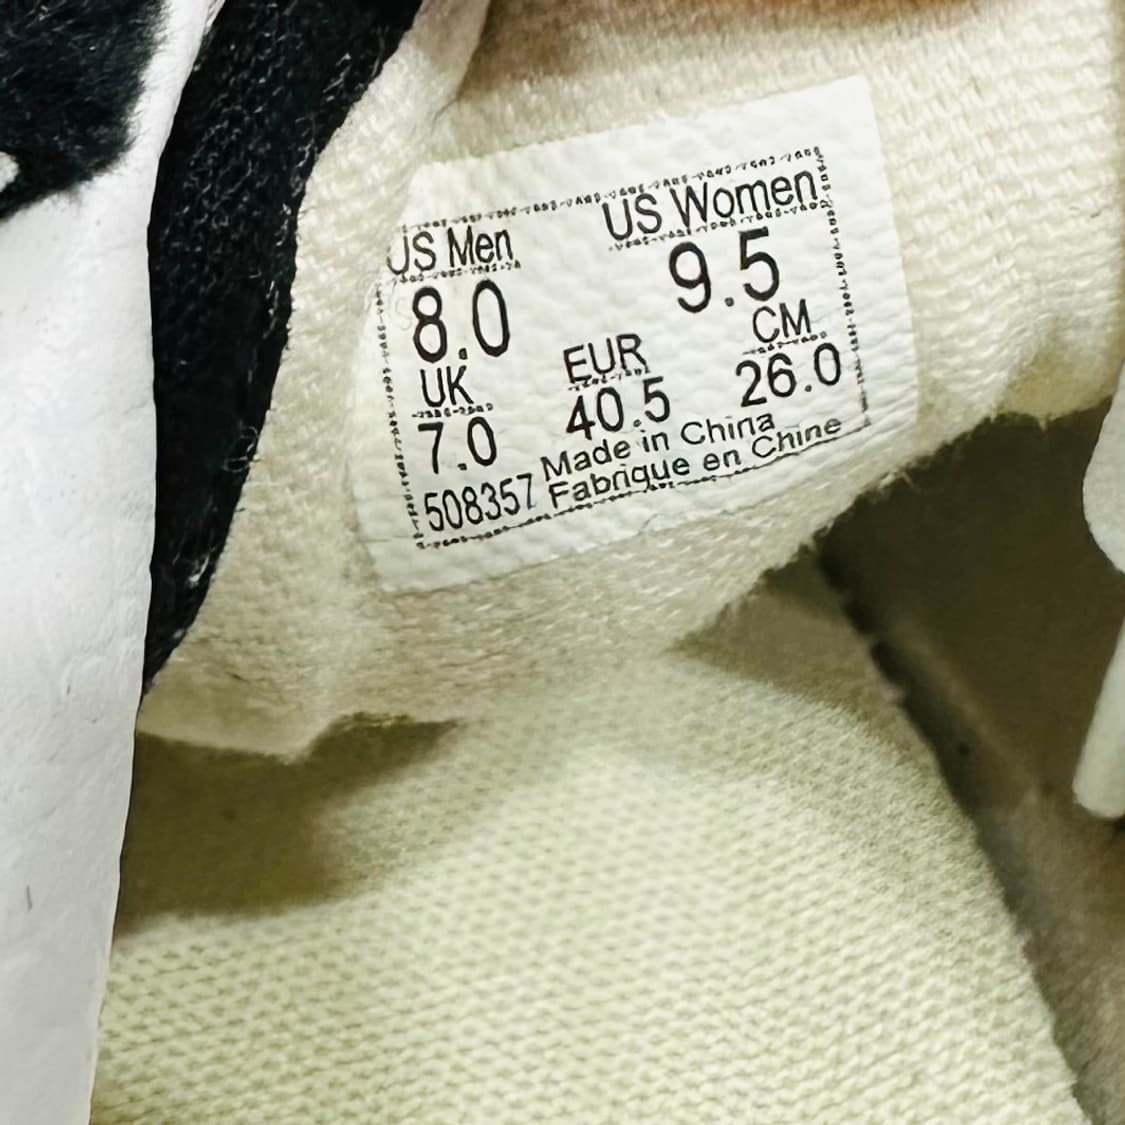 US Men US Women
8.0 9.5
UK EUR CM
7.0 40.5 26.0
Made in China
508357 Fabrique en Chine